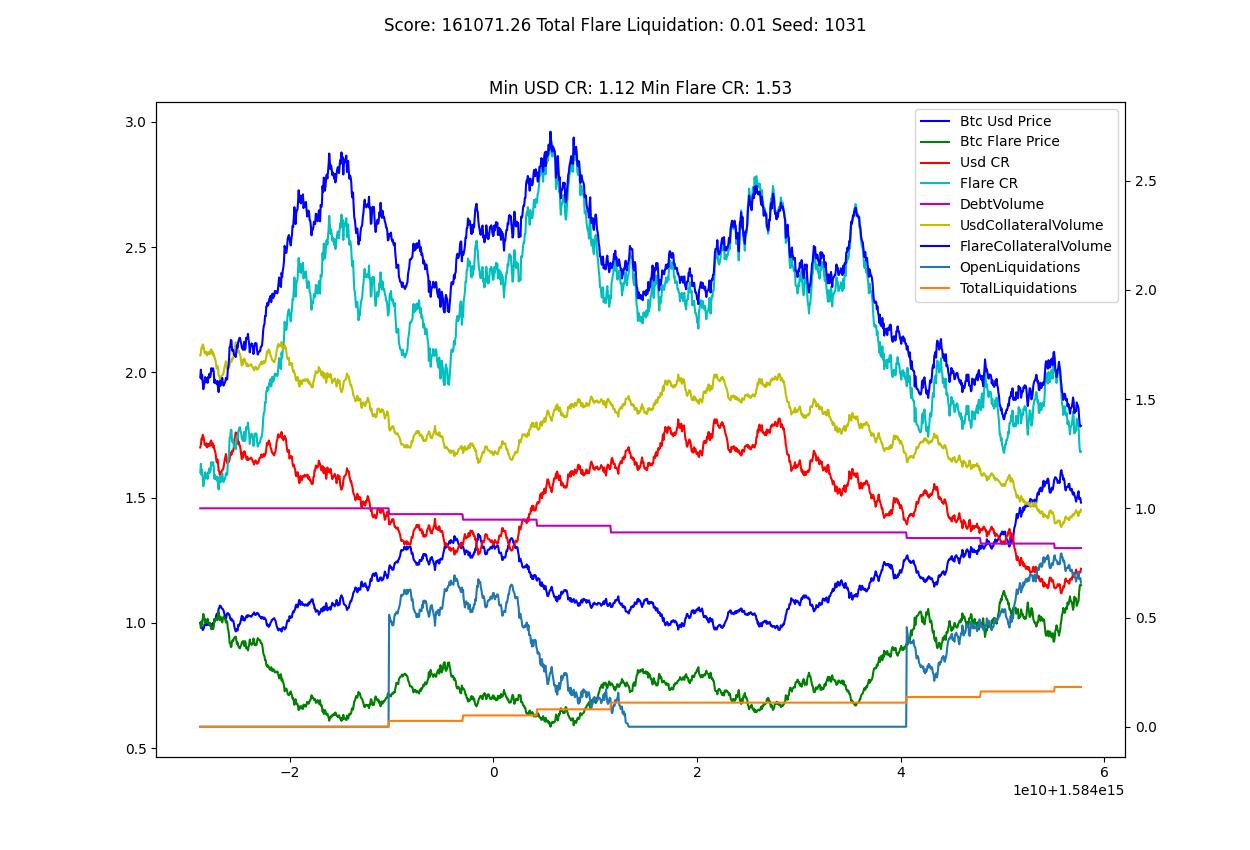 Score: 161071.26 Total Flare Liquidation: 0.01 Seed: 1031
Min USD CR: 1.12 Min Flare CR: 1.53
3.0
2.5
2.0
1.5
1.0
0.5
Btc Usd Price
Btc Flare Price
Usd CR
Flare CR
DebtVolume
UsdCollateralVolume
FlareCollateralVolume
OpenLiquidations
TotalLiquidations
2.5
2.0
1.5
1.0
0.5
0.0
−2
0
2
4
6
1e10+1.584e15